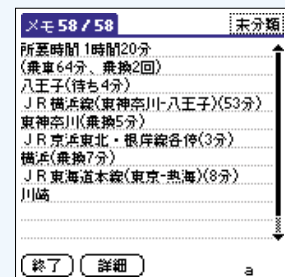 メモ 58 / 58 未分類
所要時間 1時間20分
(乗車64分、乗換2回)
八王子(待ち4分)
JR横浜線(東神奈川-八王子)(53分)
東神奈川(乗換5分)
JR京浜東北・根岸線各停(3分)
横浜(乗換7分)
JR東海道本線(東京-熱海)(8分)
川崎
終了 詳細 a